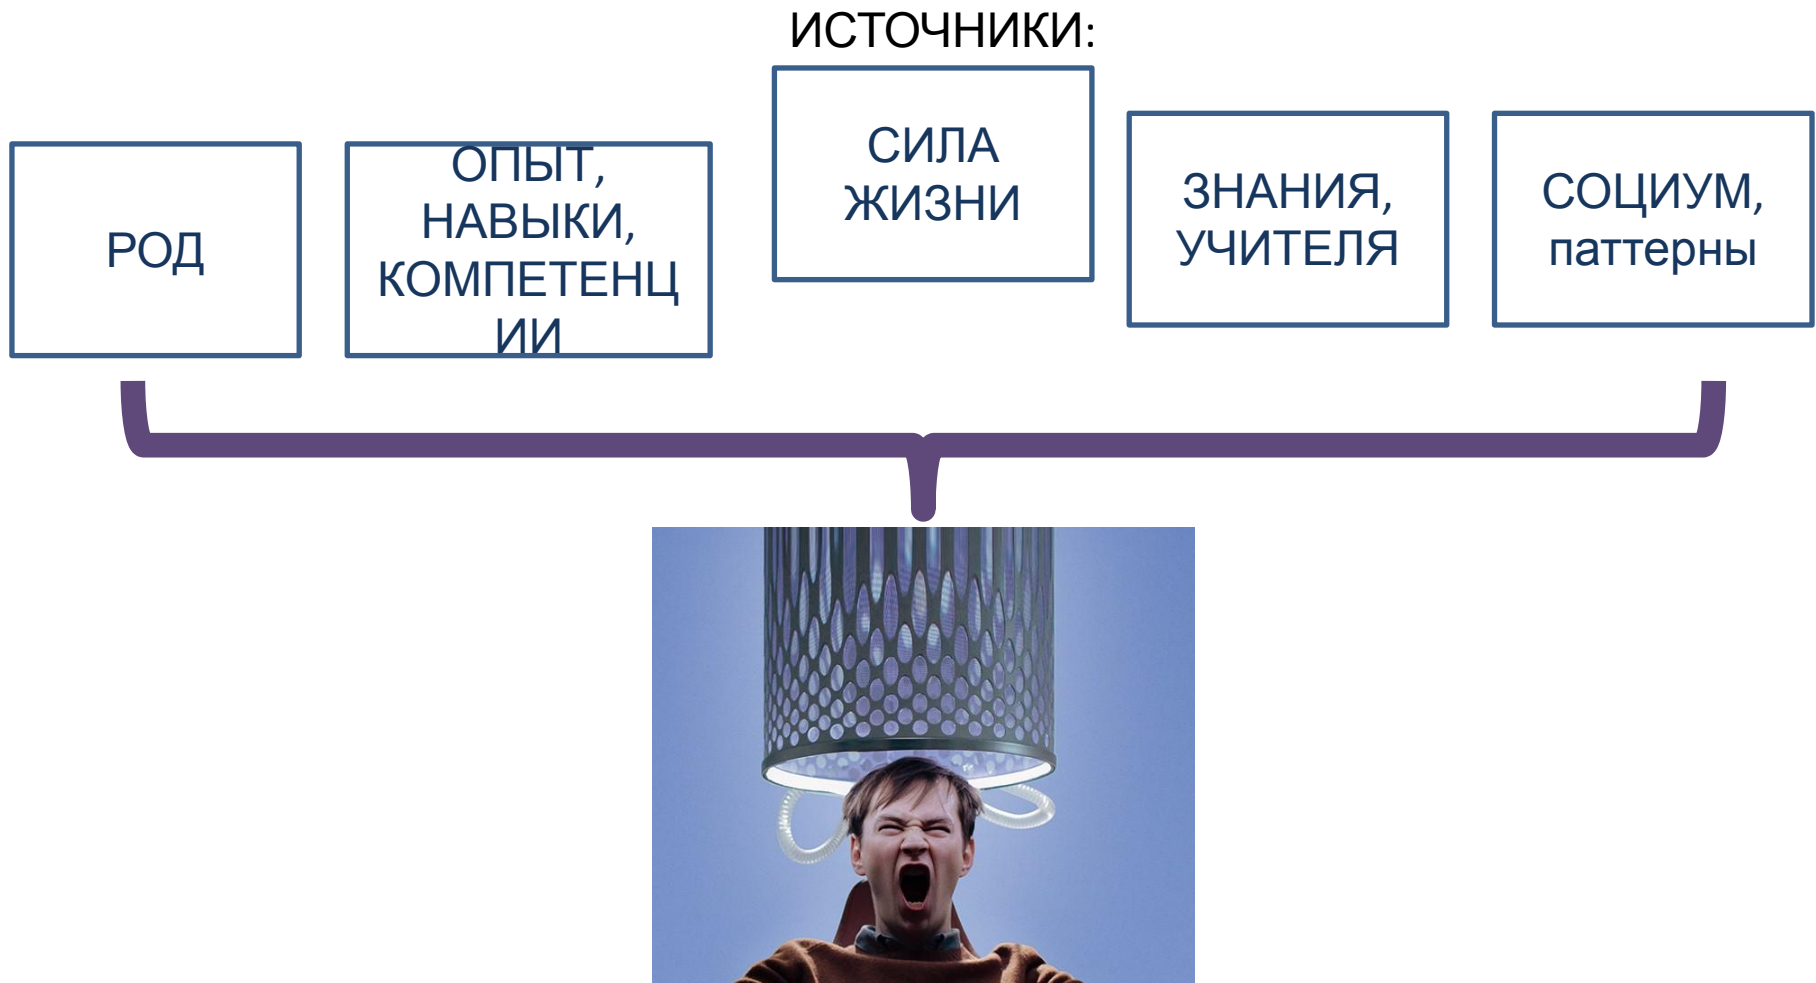 ИСТОЧНИКИ:
РОД
ОПЫТ,
НАВЫКИ,
КОМПЕТЕНЦ
ИИ
СИЛА
ЖИЗНИ
ЗНАНИЯ,
УЧИТЕЛЯ
СОЦИУМ,
паттерны